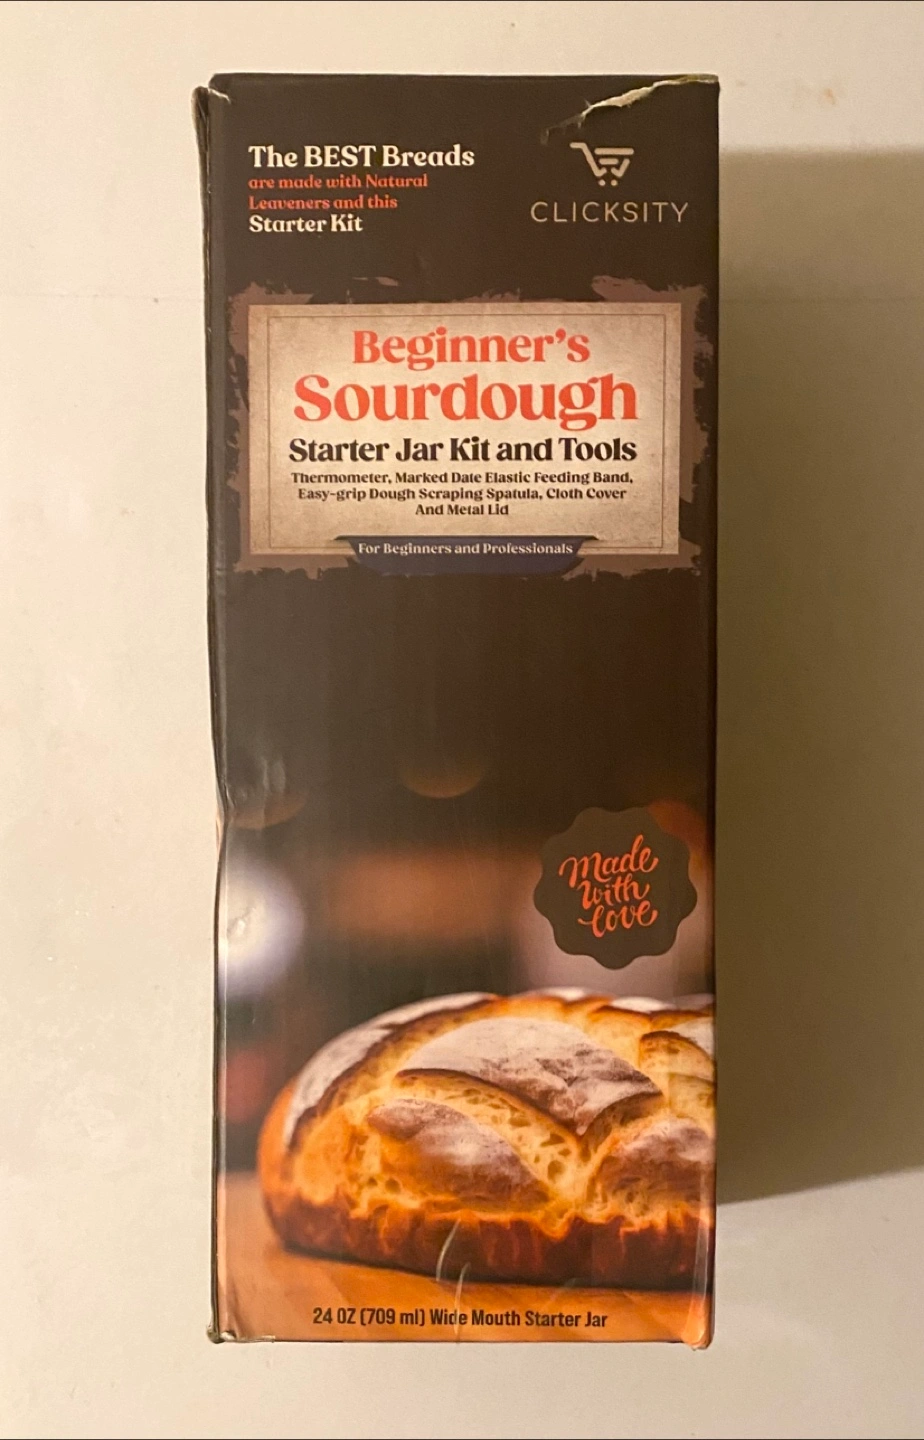 The BEST Breads
are made with Natural
Leaveners and this
Starter Kit
CLICKSITY
Beginner's
Sourdough
Starter Jar Kit and Tools
Thermometer, Marked Date Elastic Feeding Band,
Easy-grip Dough Scraping Spatula, Cloth Cover
And Metal Lid
For Beginners and Professionals
Made
with
love
24 OZ (709 ml) Wide Mouth Starter Jar